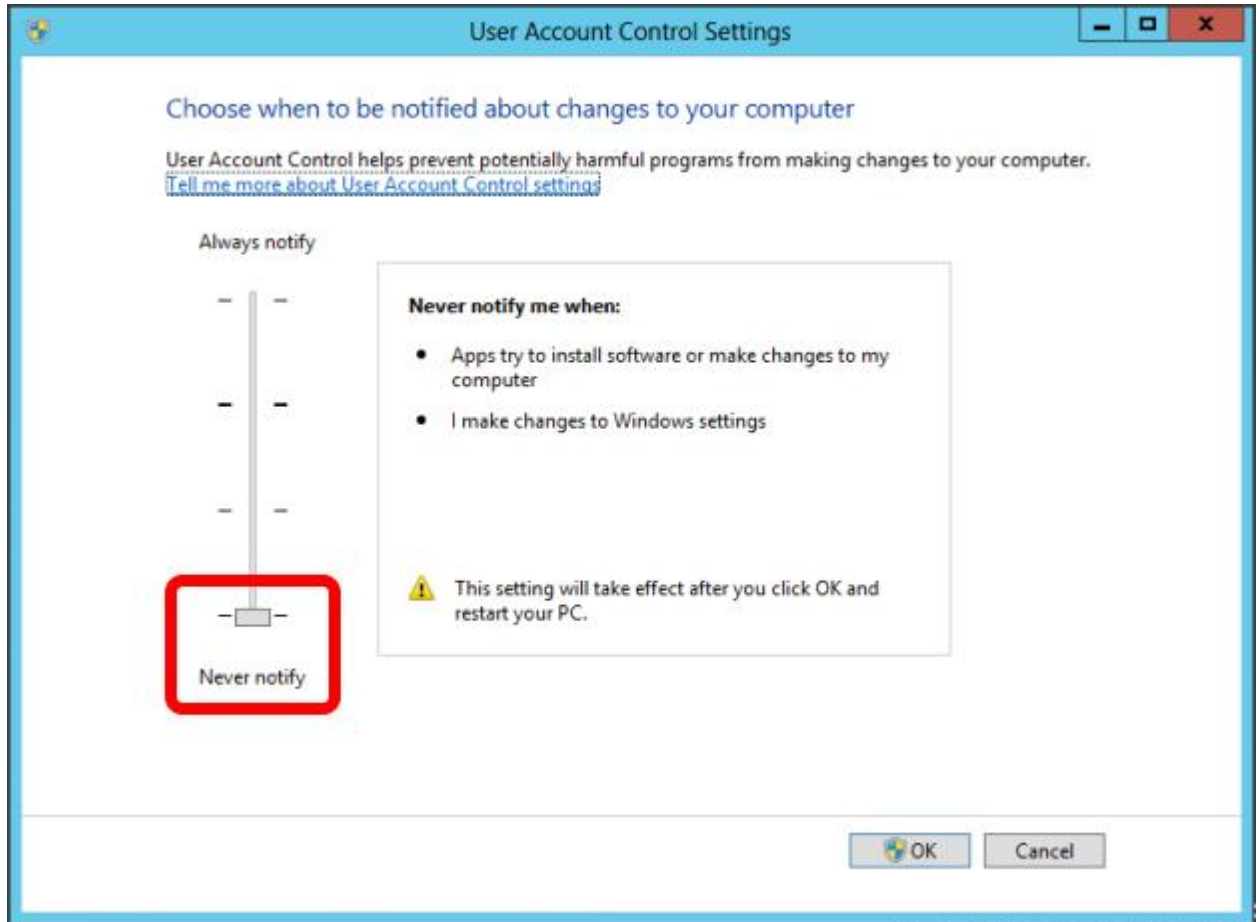 User Account Control Settings
Choose when to be notified about changes to your computer
User Account Control helps prevent potentially harmful programs from making changes to your computer.
Tell me more about User Account Control settings
Always notify
Never notify me when:
• Apps try to install software or make changes to my
computer
• I make changes to Windows settings
This setting will take effect after you click OK and
restart your PC.
Never notify
OK
Cancel